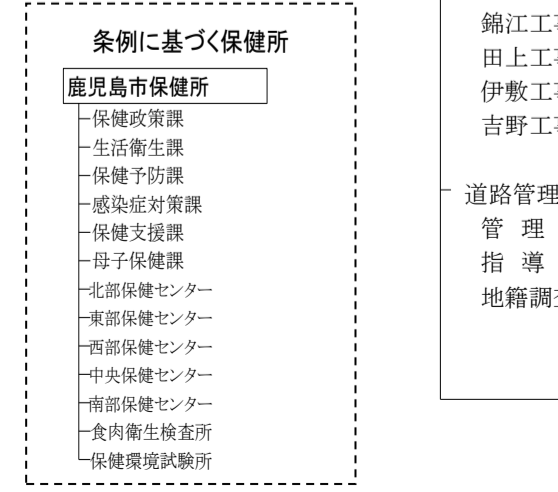 条例に基づく保健所
鹿児島市保健所
保健政策課
生活衛生課
保健予防課
感染症対策課
保健支援課
母子保健課
北部保健センター
東部保健センター
西部保健センター
中央保健センター
南部保健センター
食肉衛生検査所
保健環境試験所
錦江工
田上工
伊敷工
吉野工
道路管理
管 理
指 導
地籍調